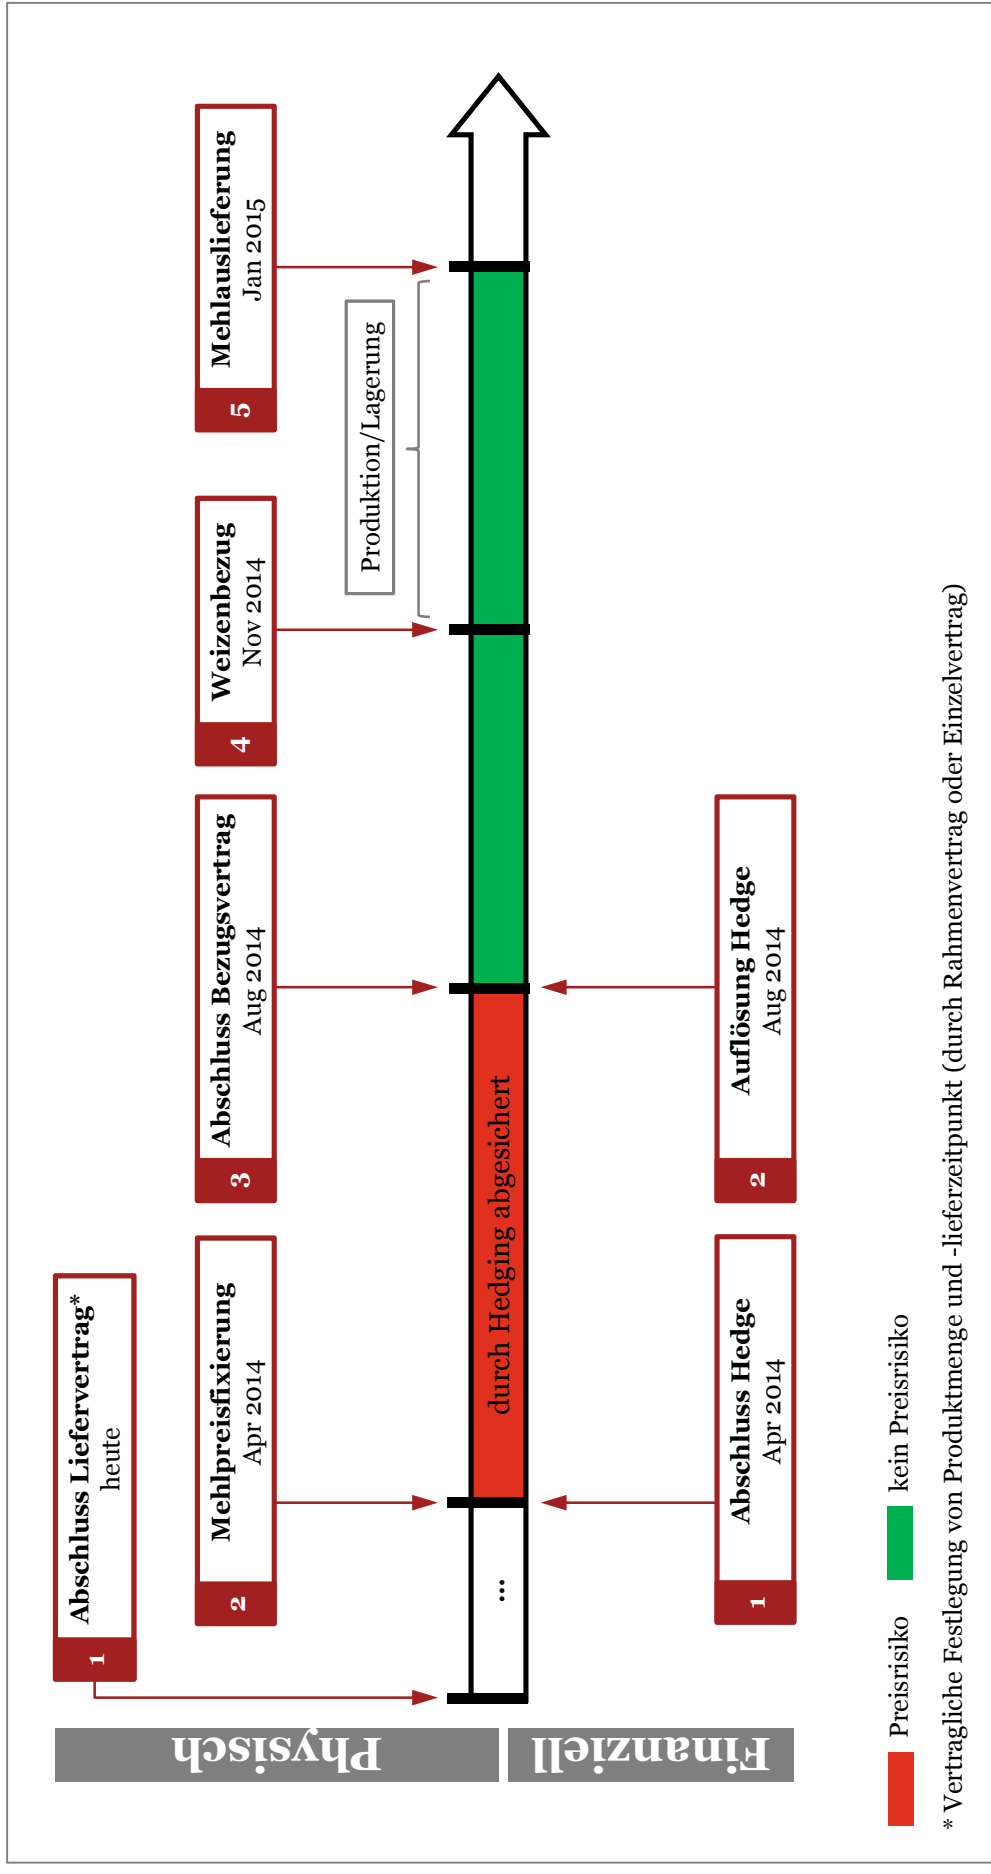 Physisch
1
Abschluss Liefervertrag*
heute
2
Mehlpreisfixierung
Apr 2014
3
Abschluss Bezugsvertrag
Aug 2014
4
Weizenbezug
Nov 2014
5
Mehlauslieferung
Jan 2015
Produktion/Lagerung
...
durch Hedging abgesichert
Finanziell
1
Abschluss Hedge
Apr 2014
2
Auflösung Hedge
Aug 2014
Preisrisiko
kein Preisrisiko
* Vertragliche Festlegung von Produktmenge und -lieferzeitpunkt (durch Rahmenvertrag oder Einzelvertrag)